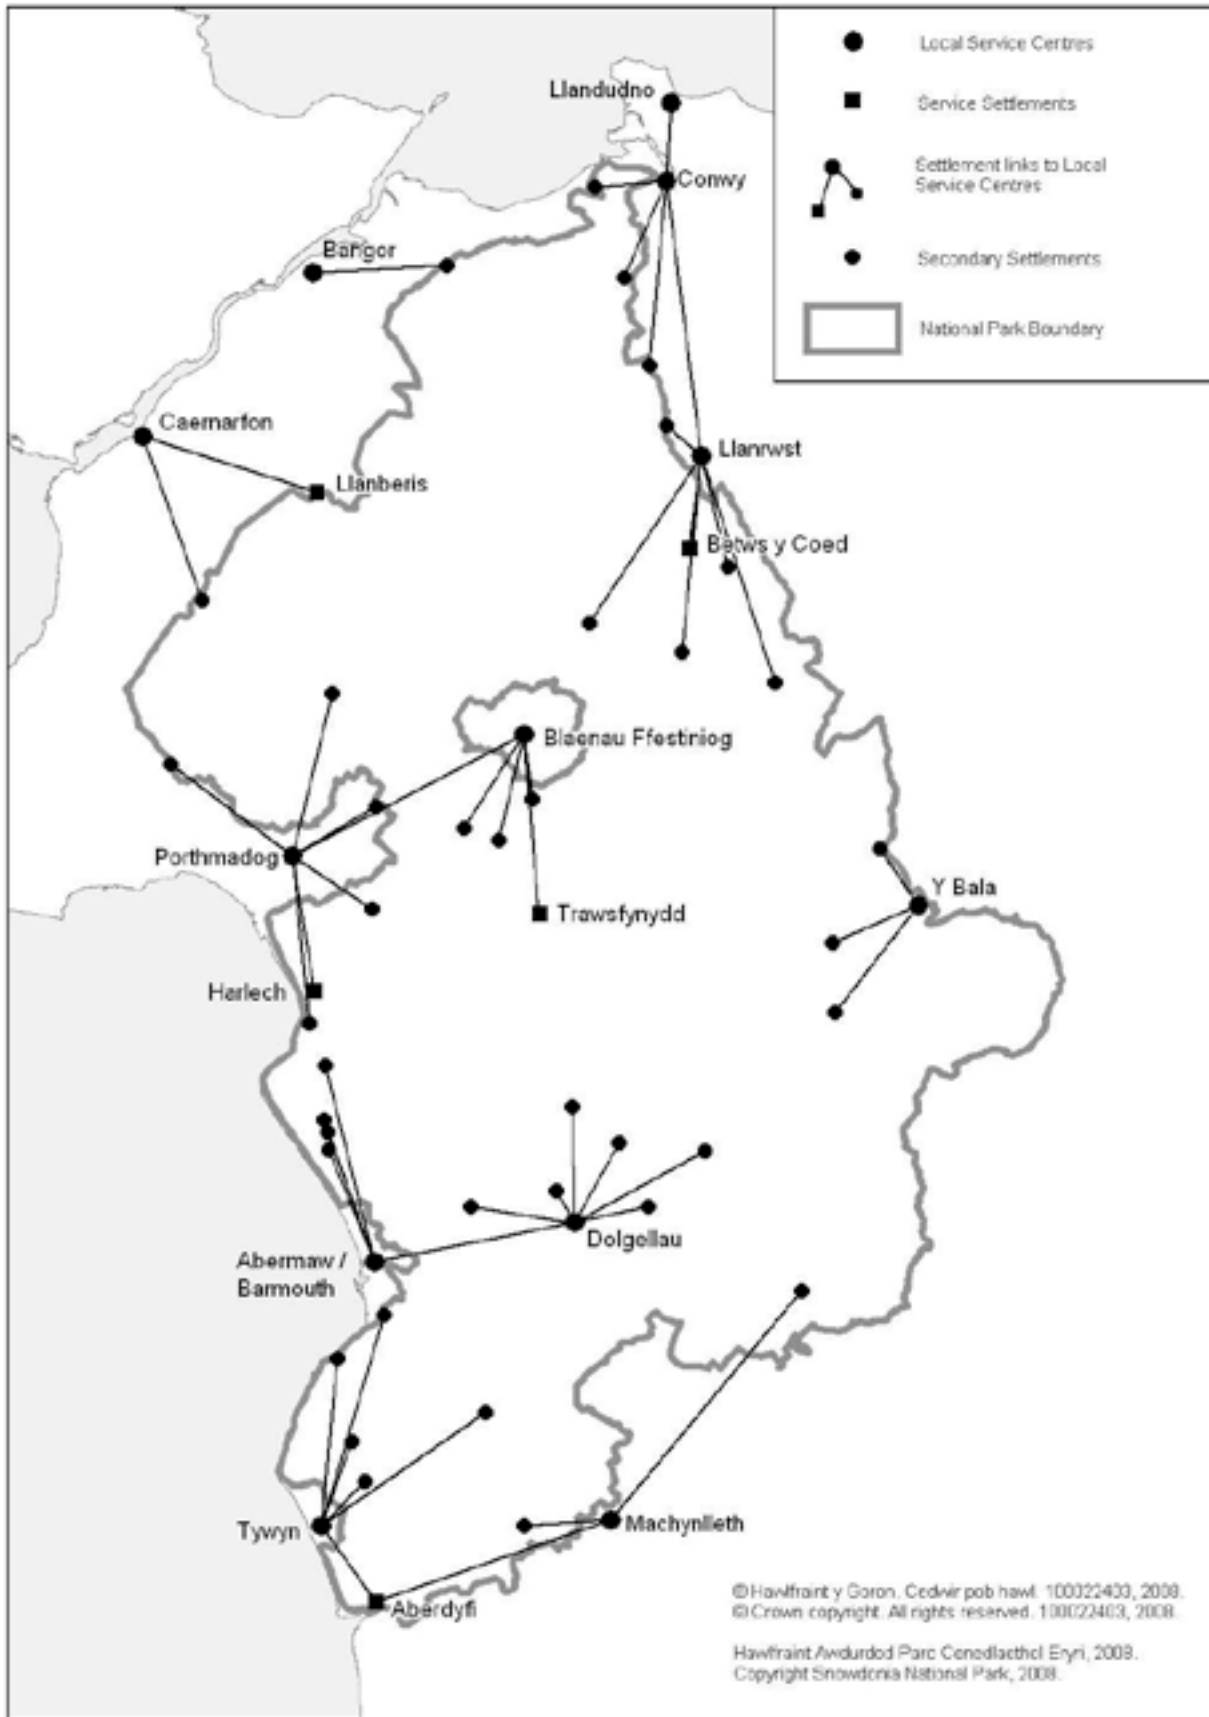 Local Service Centres
Service Settlements
Settlement links to Local
Service Centres
Secondary Settlements
National Park Boundary
Llandudno
Conwy
Bangor
Caernarfon
Llanrwst
Llanberis
Betws y Coed
Blaenau Ffestiniog
Porthmadog
Y Bala
Trawsfynydd
Harlech
Dolgellau
Abermaw /
Barmouth
Tywyn
Machynlleth
Aberdyfi
© Hawlfraint y Goron. Cedwir pob hawl. 100022403, 2008.
© Crown copyright. All rights reserved. 100022403, 2008.
Hawlfraint Awdurdod Parc Cenedlaethol Eryri, 2008.
Copyright Snowdonia National Park, 2008.